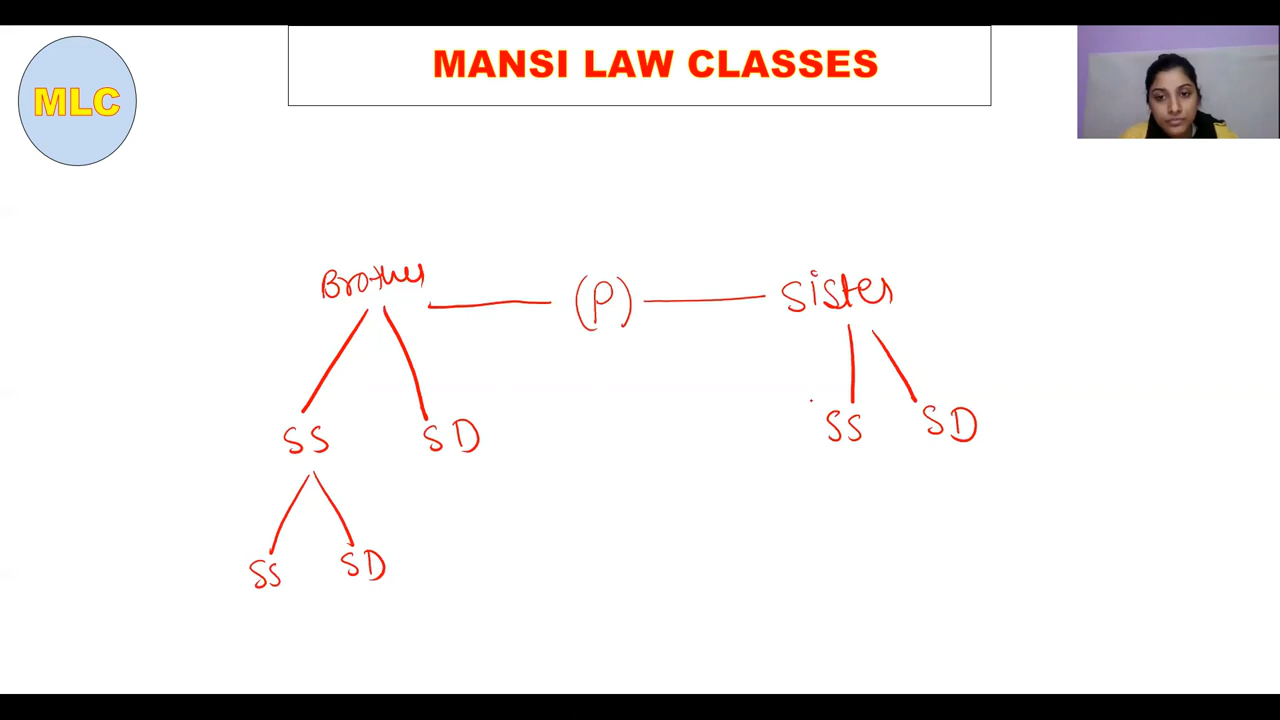 MANSI LAW CLASSES
MLC
Brother (P) Sister
SS SD SS SD
SS SD